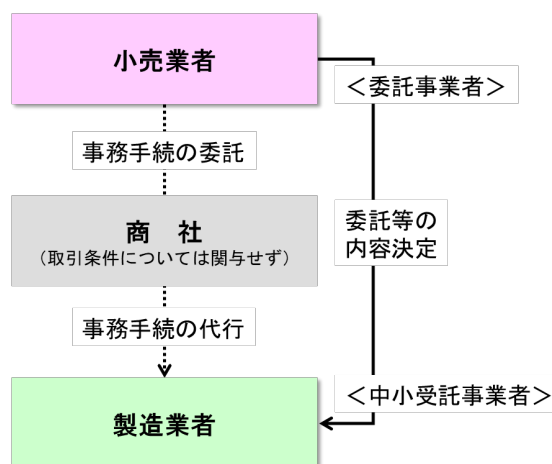 小売業者
＜委託事業者＞
事務手続の委託
商　社
（取引条件については関与せず）
委託等の
内容決定
事務手続の代行
＜中小受託事業者＞
製造業者